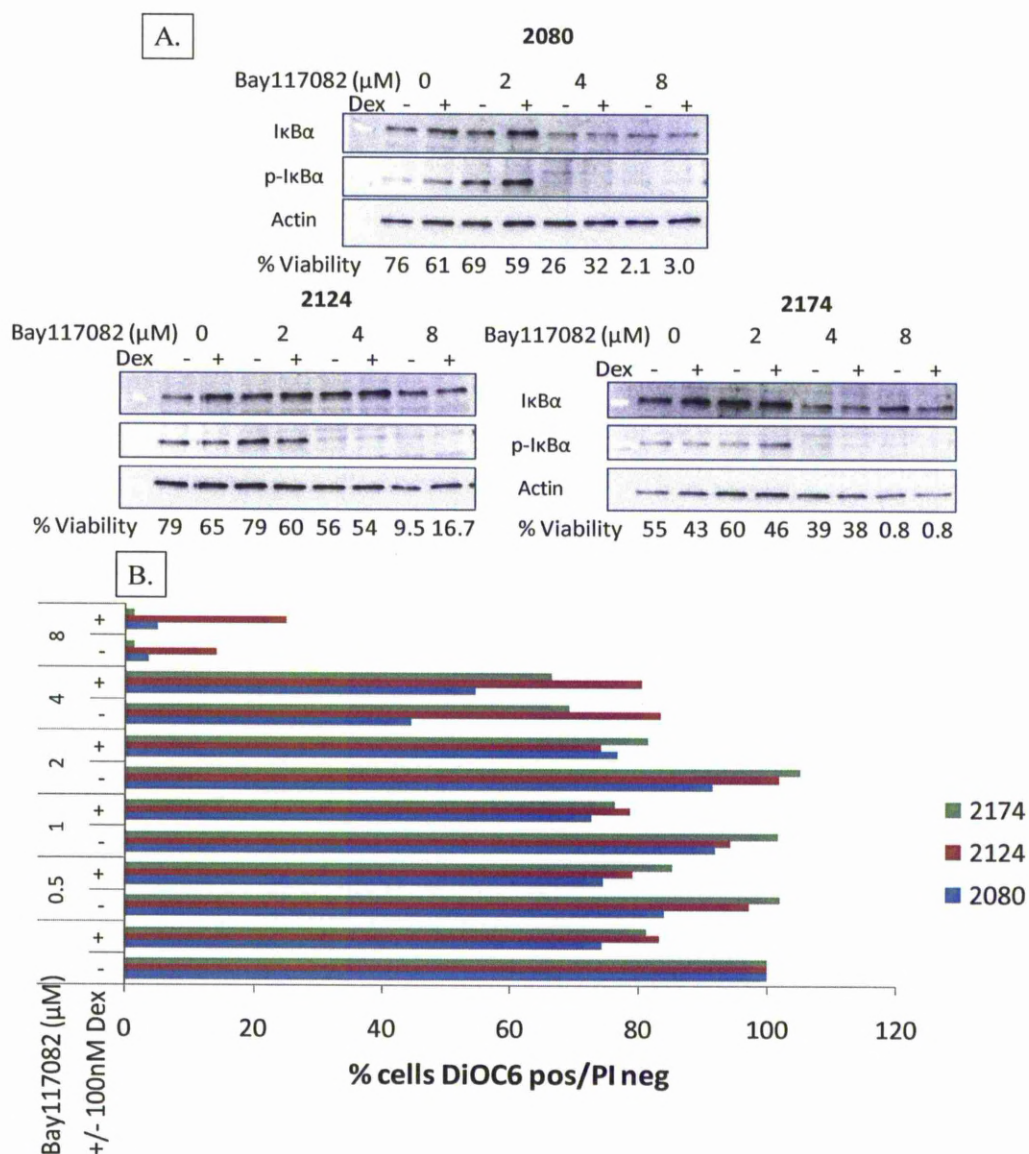 A.
2080
Bay117082 (µM) 0 2 4 8
Dex - + - + - + - +
IκBα
p-IκBα
Actin
% Viability 76 61 69 59 26 32 2.1 3.0
2124
Bay117082 (µM) 0 2 4 8
Dex - + - + - + - +
% Viability 79 65 79 60 56 54 9.5 16.7
2174
0 2 4 8
Dex - + - + - + - +
IκBα
p-IκBα
Actin
% Viability 55 43 60 46 39 38 0.8 0.8
B.
8 + -
4 + -
2 + -
1 + -
0.5 + -
+ -
Bay117082 (µM)
+/- 100nM Dex
0 20 40 60 80 100 120
% cells DiOC6 pos/PI neg
2174
2124
2080